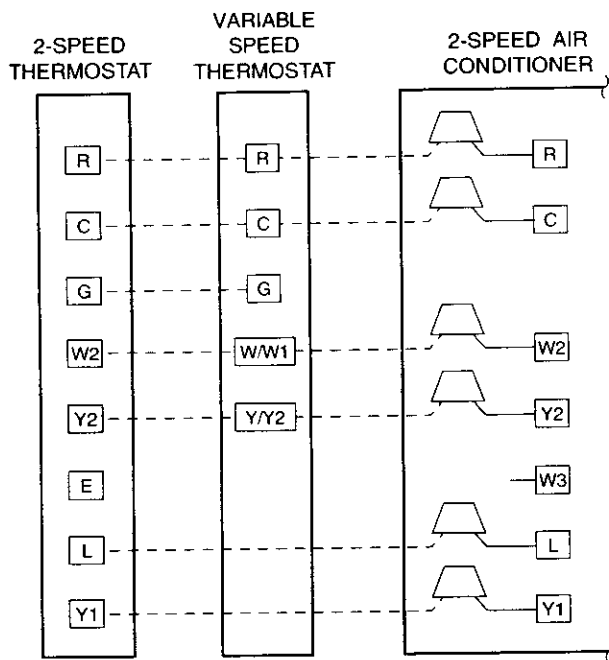 2-SPEED
THERMOSTAT
VARIABLE
SPEED
THERMOSTAT
2-SPEED AIR
CONDITIONER
R R R
C C C
G G
W2 W/W1 W2
Y2 Y/Y2 Y2
E W3
L L
Y1 Y1